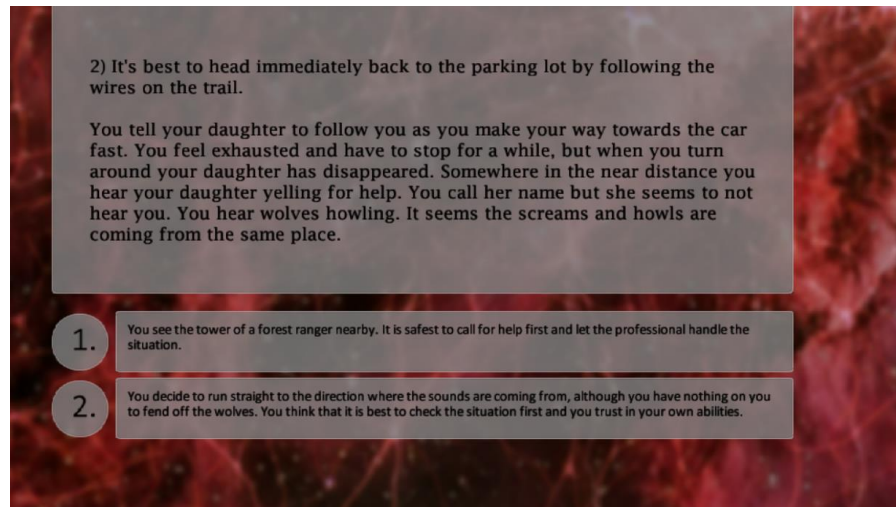 2) It's best to head immediately back to the parking lot by following the
wires on the trail.
You tell your daughter to follow you as you make your way towards the car
fast. You feel exhausted and have to stop for a while, but when you turn
around your daughter has disappeared. Somewhere in the near distance you
hear your daughter yelling for help. You call her name but she seems to not
hear you. You hear wolves howling. It seems the screams and howls are
coming from the same place.
1.
You see the tower of a forest ranger nearby. It is safest to call for help first and let the professional handle the
situation.
2.
You decide to run straight to the direction where the sounds are coming from, although you have nothing on you
to fend off the wolves. You think that it is best to check the situation first and you trust in your own abilities.